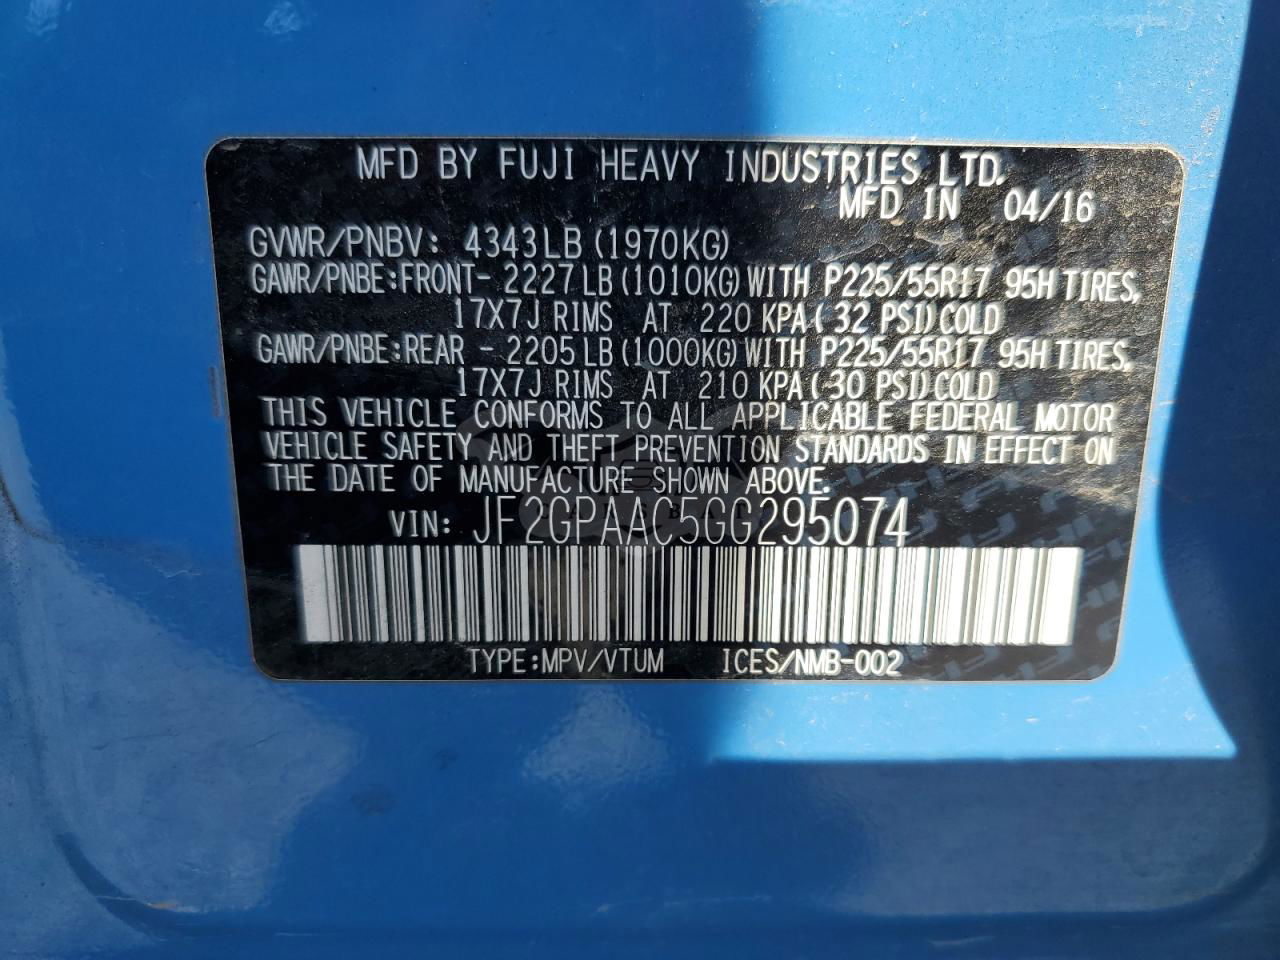 MFD BY FUJI HEAVY INDUSTRIES LTD.
MFD IN 04/16
GVWR/PNBV: 4343LB (1970KG)
GAWR/PNBE:FRONT- 2227LB (1010KG) WITH P225/55R17 95H TIRES,
17X7J RIMS AT 220 KPA( 32 PSI) COLD
GAWR/PNBE:REAR - 2205LB (1000KG) WITH P225/55R17 95H TIRES,
17X7J RIMS AT 210 KPA( 30 PSI) COLD
THIS VEHICLE CONFORMS TO ALL APPLICABLE FEDERAL MOTOR
VEHICLE SAFETY AND THEFT PREVENTION STANDARDS IN EFFECT ON
THE DATE OF MANUFACTURE SHOWN ABOVE.
VIN: JF2GPAAC5GG295074
TYPE:MPV/VTUM ICES/NMB-002